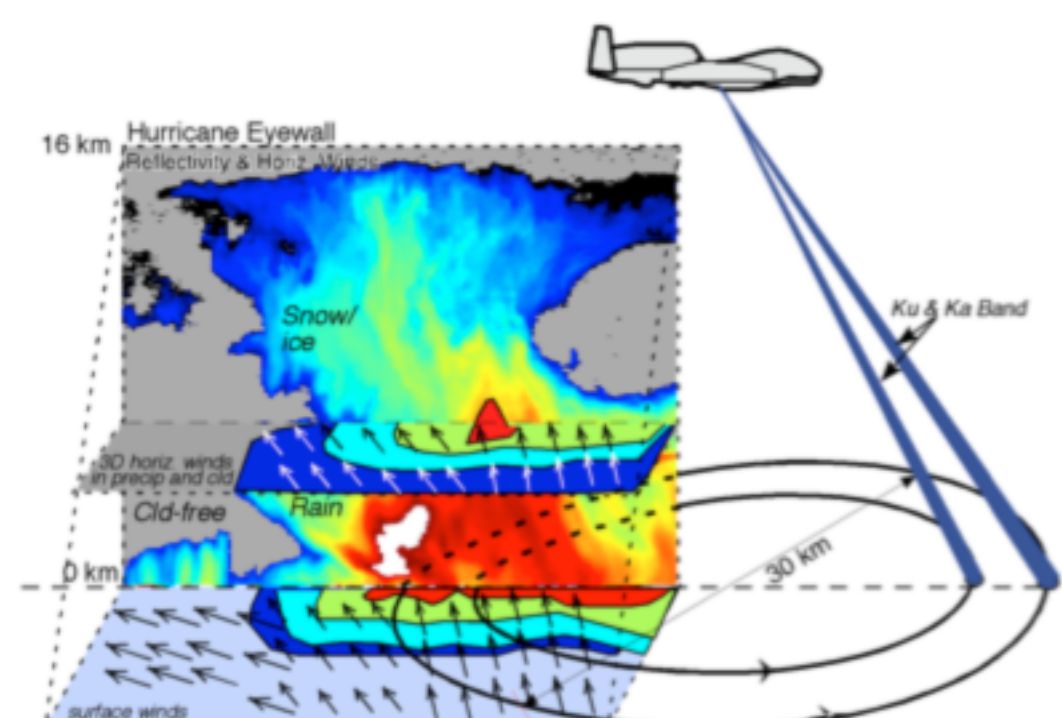 Hurricane Eyewall
16 km
Reflectivity & Horiz. Winds
Ku & Ka Band
Snow/
ice
3D horiz. winds
in precip and cld
Rain
Cld-free
30 km
0 km
surface winds